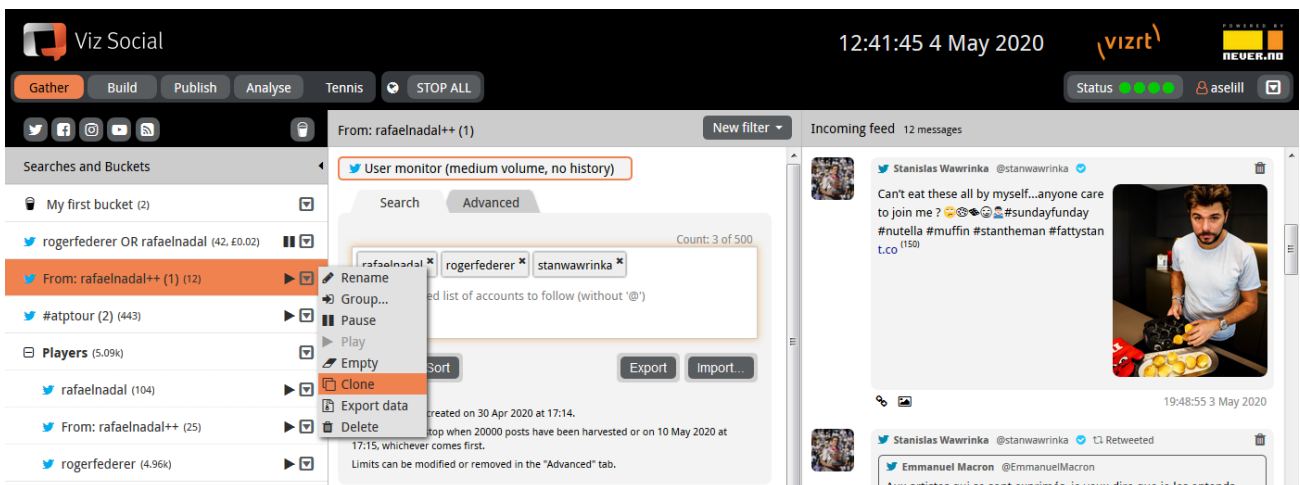 Viz Social
12:41:45 4 May 2020
vizrt
POWERED BY
never.no
Gather Build Publish Analyse Tennis STOP ALL
Status aselill
From: rafaelnadal++ (1) New filter
Incoming feed 12 messages
Searches and Buckets
My first bucket (2)
rogerfederer OR rafaelnadal (42, £0.02)
From: rafaelnadal++ (1) (12)
#atptour (2) (443)
Players (5.09k)
rafaelnadal (104)
From: rafaelnadal++ (25)
rogerfederer (4.96k)
Rename
Group...
Pause
Play
Empty
Clone
Export data
Delete
User monitor (medium volume, no history)
Search Advanced
Count: 3 of 500
rafaelnadal × rogerfederer × stanwawrinka ×
list of accounts to follow (without '@')
Sort Export Import...
created on 30 Apr 2020 at 17:14.
stop when 20000 posts have been harvested or on 10 May 2020 at
17:15, whichever comes first.
Limits can be modified or removed in the "Advanced" tab.
Stanislas Wawrinka @stanwawrinka
Can't eat these all by myself...anyone care
to join me ? #sundayfunday
#nutella #muffin #stantheman #fattystan
t.co (150)
19:48:55 3 May 2020
Stanislas Wawrinka @stanwawrinka Retweeted
Emmanuel Macron @EmmanuelMacron